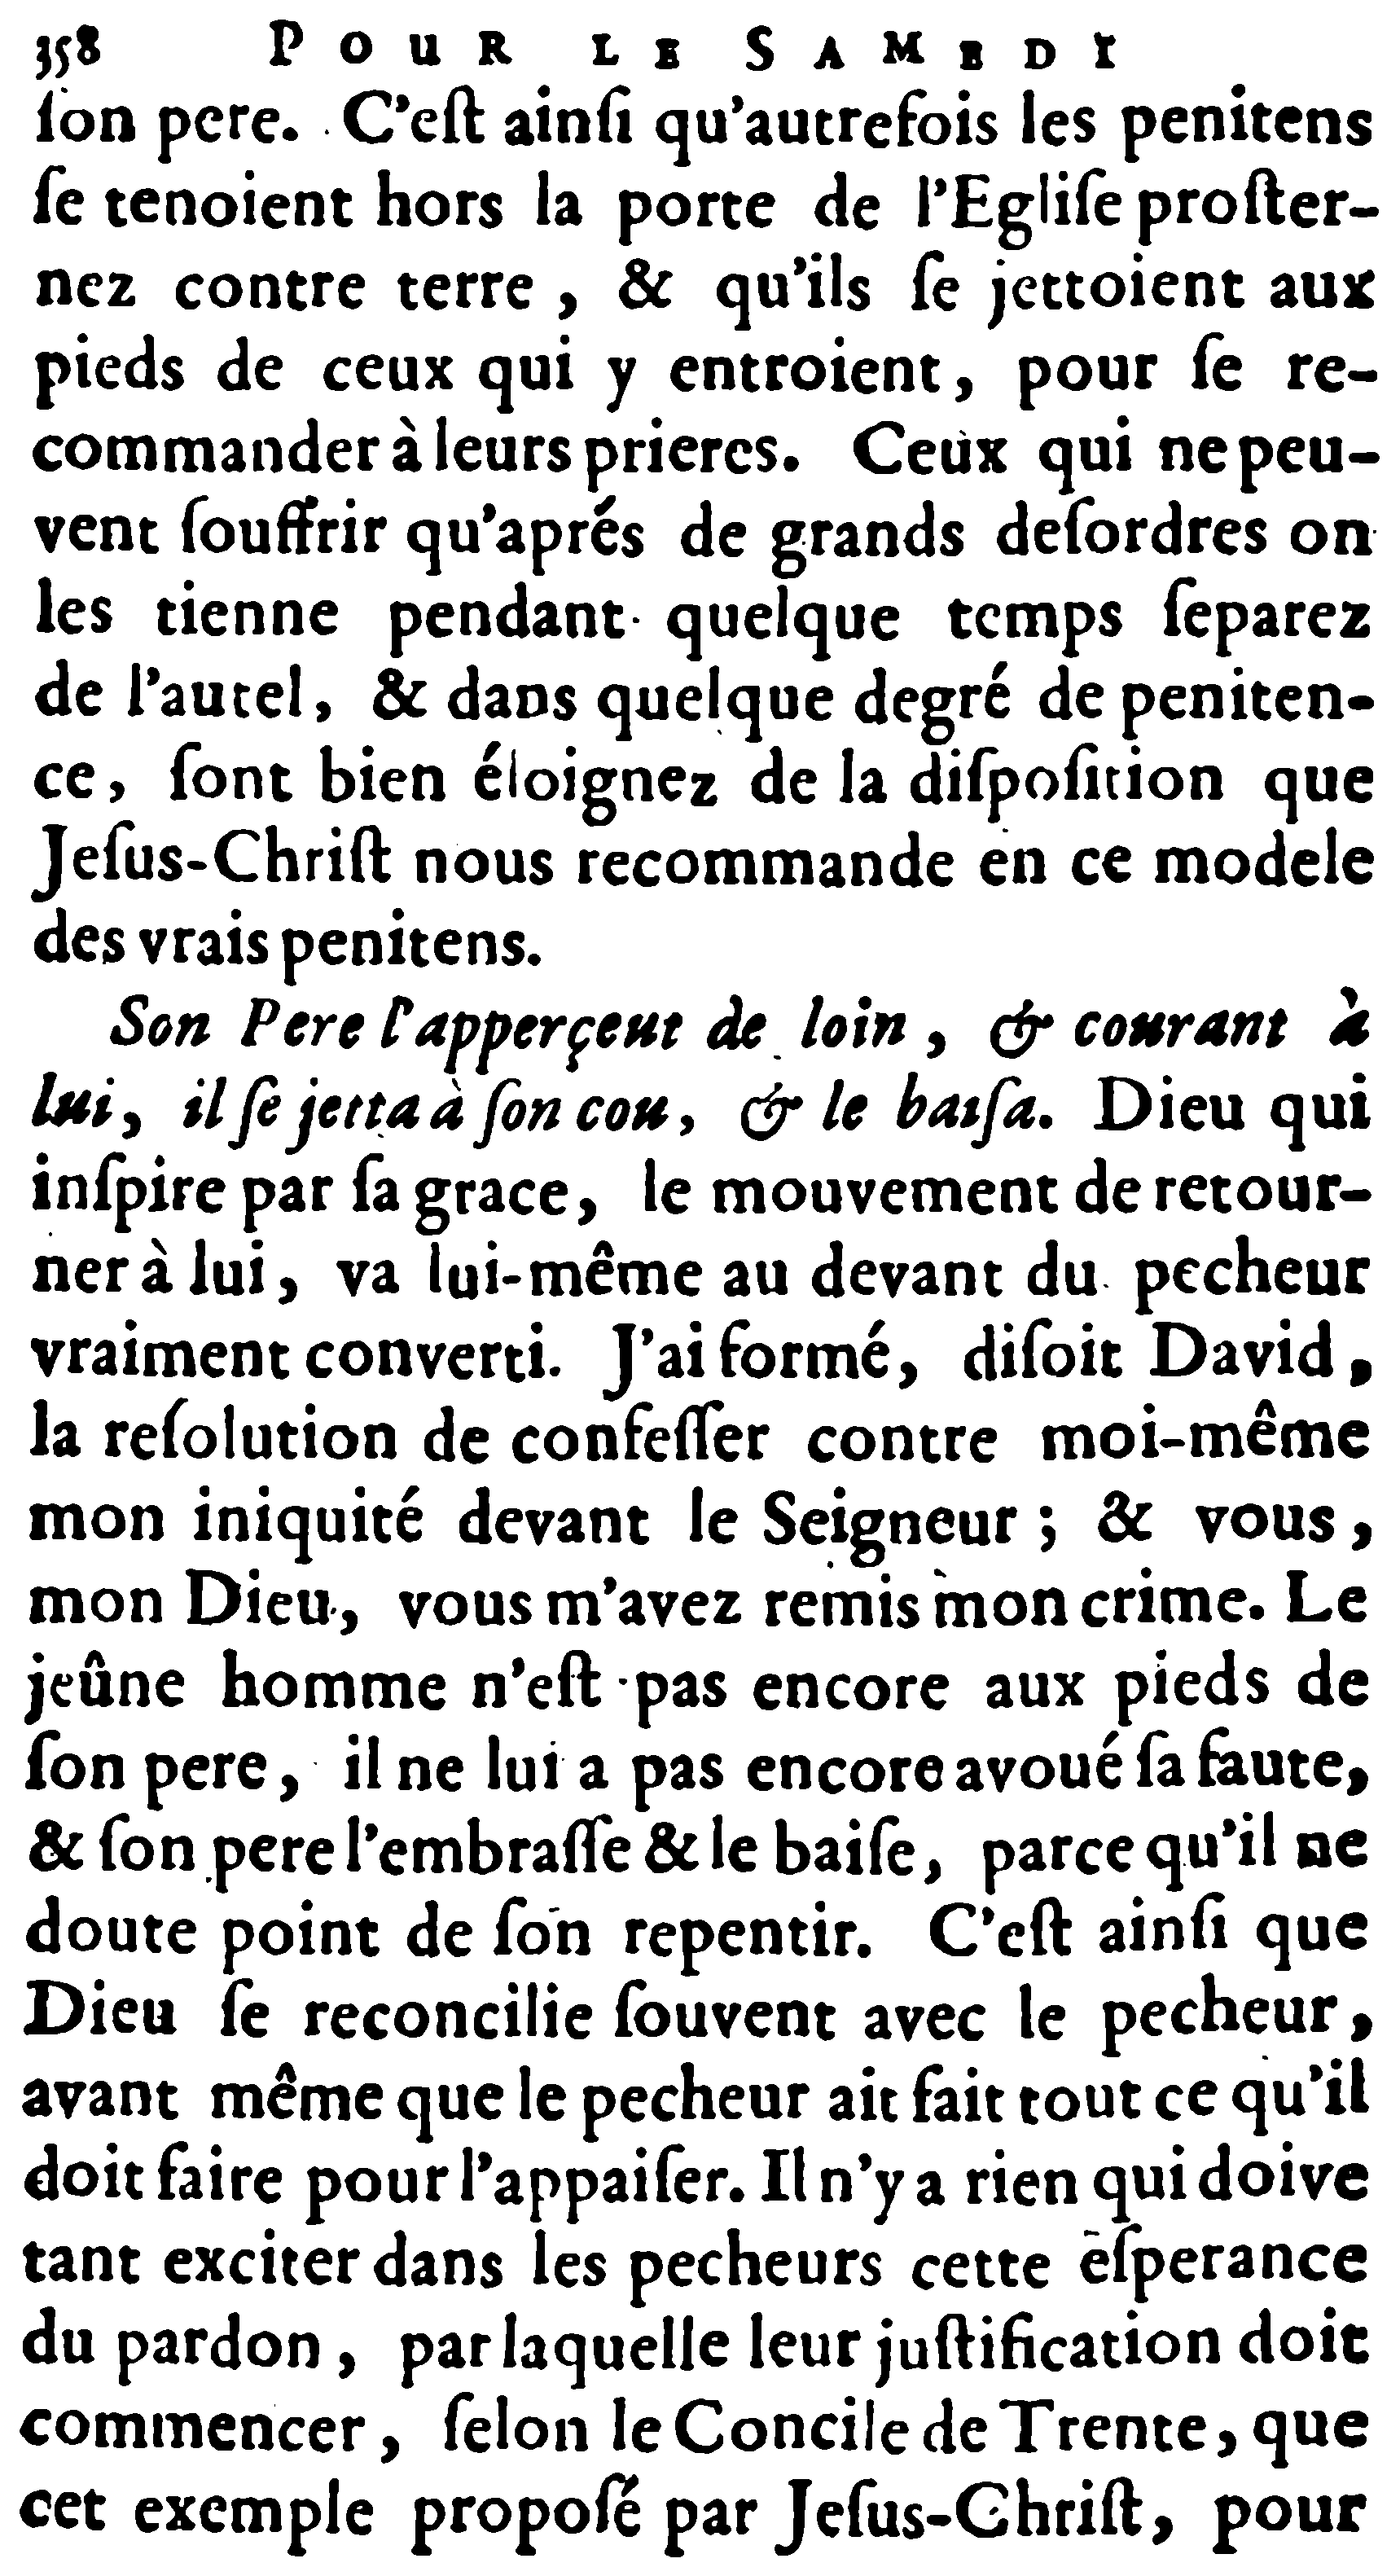 358 POUR LE SAMEDI
ſon pere. C'eſt ainſi qu'autrefois les penitens
ſe tenoient hors la porte de l'Egliſe proſter-
nez contre terre, & qu'ils ſe jettoient aux
pieds de ceux qui y entroient, pour ſe re-
commander à leurs prieres. Ceux qui ne peu-
vent ſouffrir qu'aprés de grands deſordres on
les tienne pendant quelque temps ſeparez
de l'autel, & dans quelque degré de peniten-
ce, ſont bien éloignez de la diſpoſition que
Jeſus-Chriſt nous recommande en ce modele
des vrais penitens.
Son Pere l'apperçeut de loin, & courant à
lui, il ſe jetta à ſon cou, & le baiſa. Dieu qui
inſpire par ſa grace, le mouvement de retour-
ner à lui, va lui-même au devant du pecheur
vraiment converti. J'ai formé, diſoit David,
la reſolution de confeſſer contre moi-même
mon iniquité devant le Seigneur; & vous,
mon Dieu, vous m'avez remis mon crime. Le
jeûne homme n'eſt pas encore aux pieds de
ſon pere, il ne lui a pas encore avoué ſa faute,
& ſon pere l'embraſſe & le baiſe, parce qu'il ne
doute point de ſon repentir. C'eſt ainſi que
Dieu ſe reconcilie ſouvent avec le pecheur,
avant même que le pecheur ait fait tout ce qu'il
doit faire pour l'appaiſer. Il n'y a rien qui doive
tant exciter dans les pecheurs cette eſperance
du pardon, par laquelle leur juſtification doit
commencer, ſelon le Concile de Trente, que
cet exemple propoſé par Jeſus-Chriſt, pour